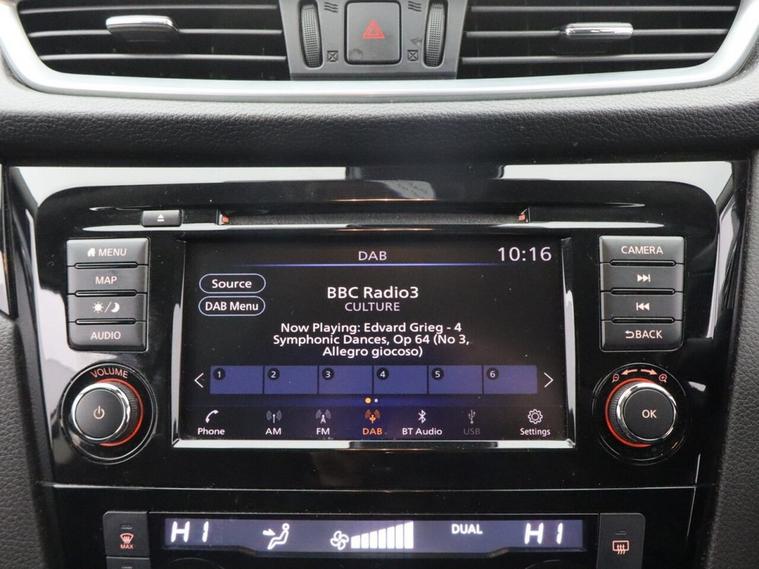 DAB
10:16
MENU
MAP
AUDIO
VOLUME
Source
DAB Menu
BBC Radio3
CULTURE
Now Playing: Edvard Grieg - 4
Symphonic Dances, Op 64 (No 3,
Allegro giocoso)
1 2 3 4 5 6
Phone AM FM DAB BT Audio USB Settings
CAMERA
BACK
OK
MAX
HI DUAL HI